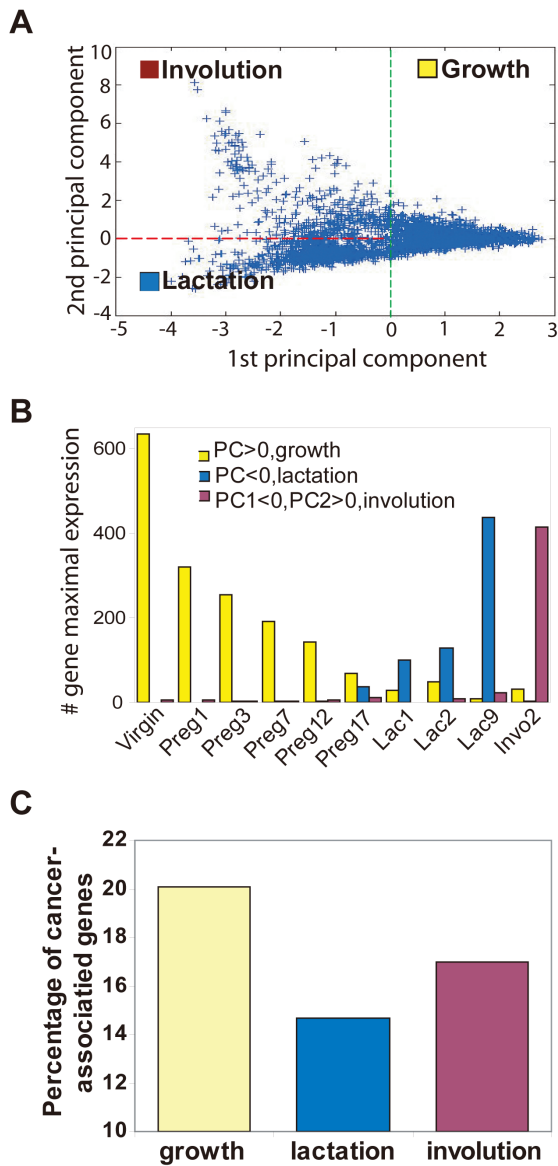 A
Involution
Growth
Lactation
2nd principal component
10
8
6
4
2
0
-2
-4
-5
-4
-3
-2
-1
0
1
2
3
1st principal component
B
PC>0,growth
PC<0,lactation
PC1<0,PC2>0,involution
# gene maximal expression
600
400
200
0
Virgin
Preg1
Preg3
Preg7
Preg12
Preg17
Lac1
Lac2
Lac9
Invo2
C
Percentage of cancer-
associatied genes
22
20
18
16
14
12
10
growth
lactation
involution